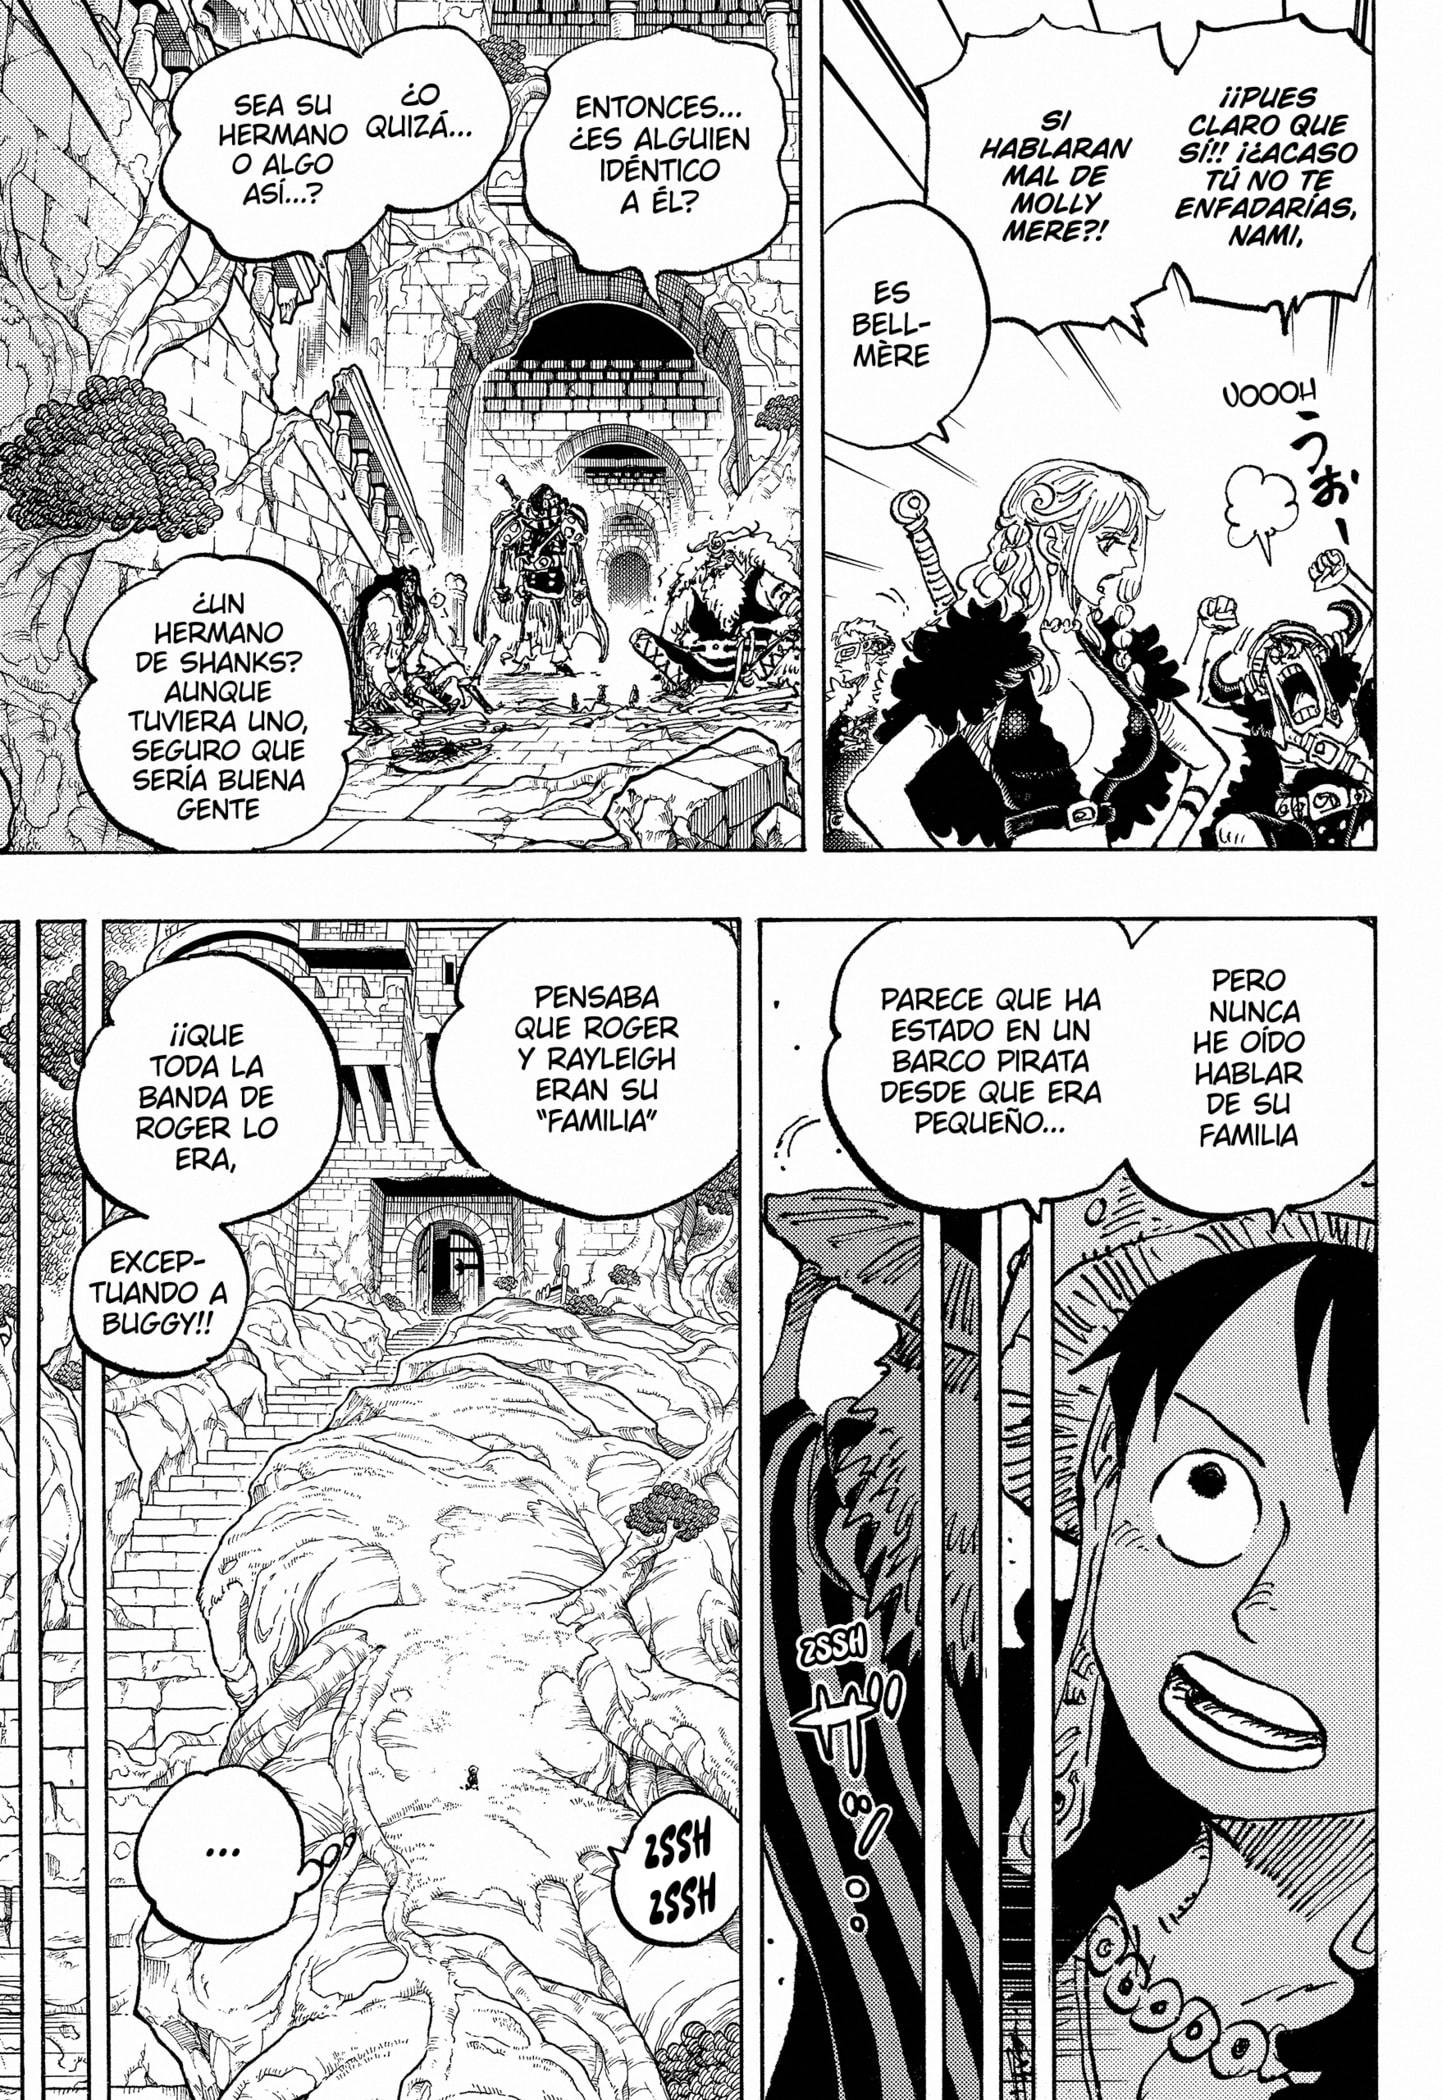 ¡¡PUES
CLARO QUE
SÍ!! ¡¿ACASO
TÚ NO TE
ENFADARÍAS,
NAMI,
SI
HABLARAN
MAL DE
MOLLY
MERE?!
ES
BELL-
MÈRE
UOOOH
うおー
ENTONCES...
¿ES ALGUIEN
IDÉNTICO
A ÉL?
¿O
QUIZÁ...
SEA SU
HERMANO
O ALGO
ASÍ...?
¿UN
HERMANO
DE SHANKS?
AUNQUE
TUVIERA UNO,
SEGURO QUE
SERÍA BUENA
GENTE
PERO
NUNCA
HE OÍDO
HABLAR
DE SU
FAMILIA
PARECE QUE HA
ESTADO EN UN
BARCO PIRATA
DESDE QUE ERA
PEQUEÑO...
ZSSH
ザザ
PENSABA
QUE ROGER
Y RAYLEIGH
ERAN SU
"FAMILIA"
¡¡QUE
TODA LA
BANDA DE
ROGER LO
ERA,
EXCEP-
TUANDO A
BUGGY!!
ZSSH
ZSSH
...